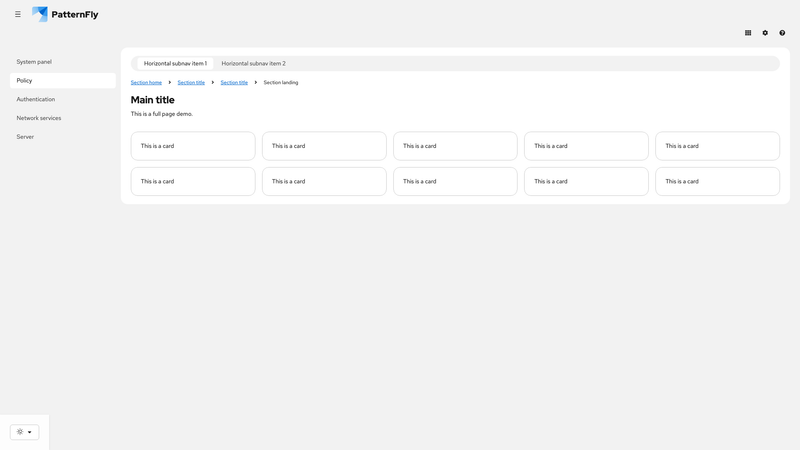 PatternFly
System panel
Policy
Authentication
Network services
Server
Horizontal subnav item 1 Horizontal subnav item 2
Section home Section title Section title Section landing
Main title
This is a full page demo.
This is a card This is a card This is a card This is a card This is a card
This is a card This is a card This is a card This is a card This is a card